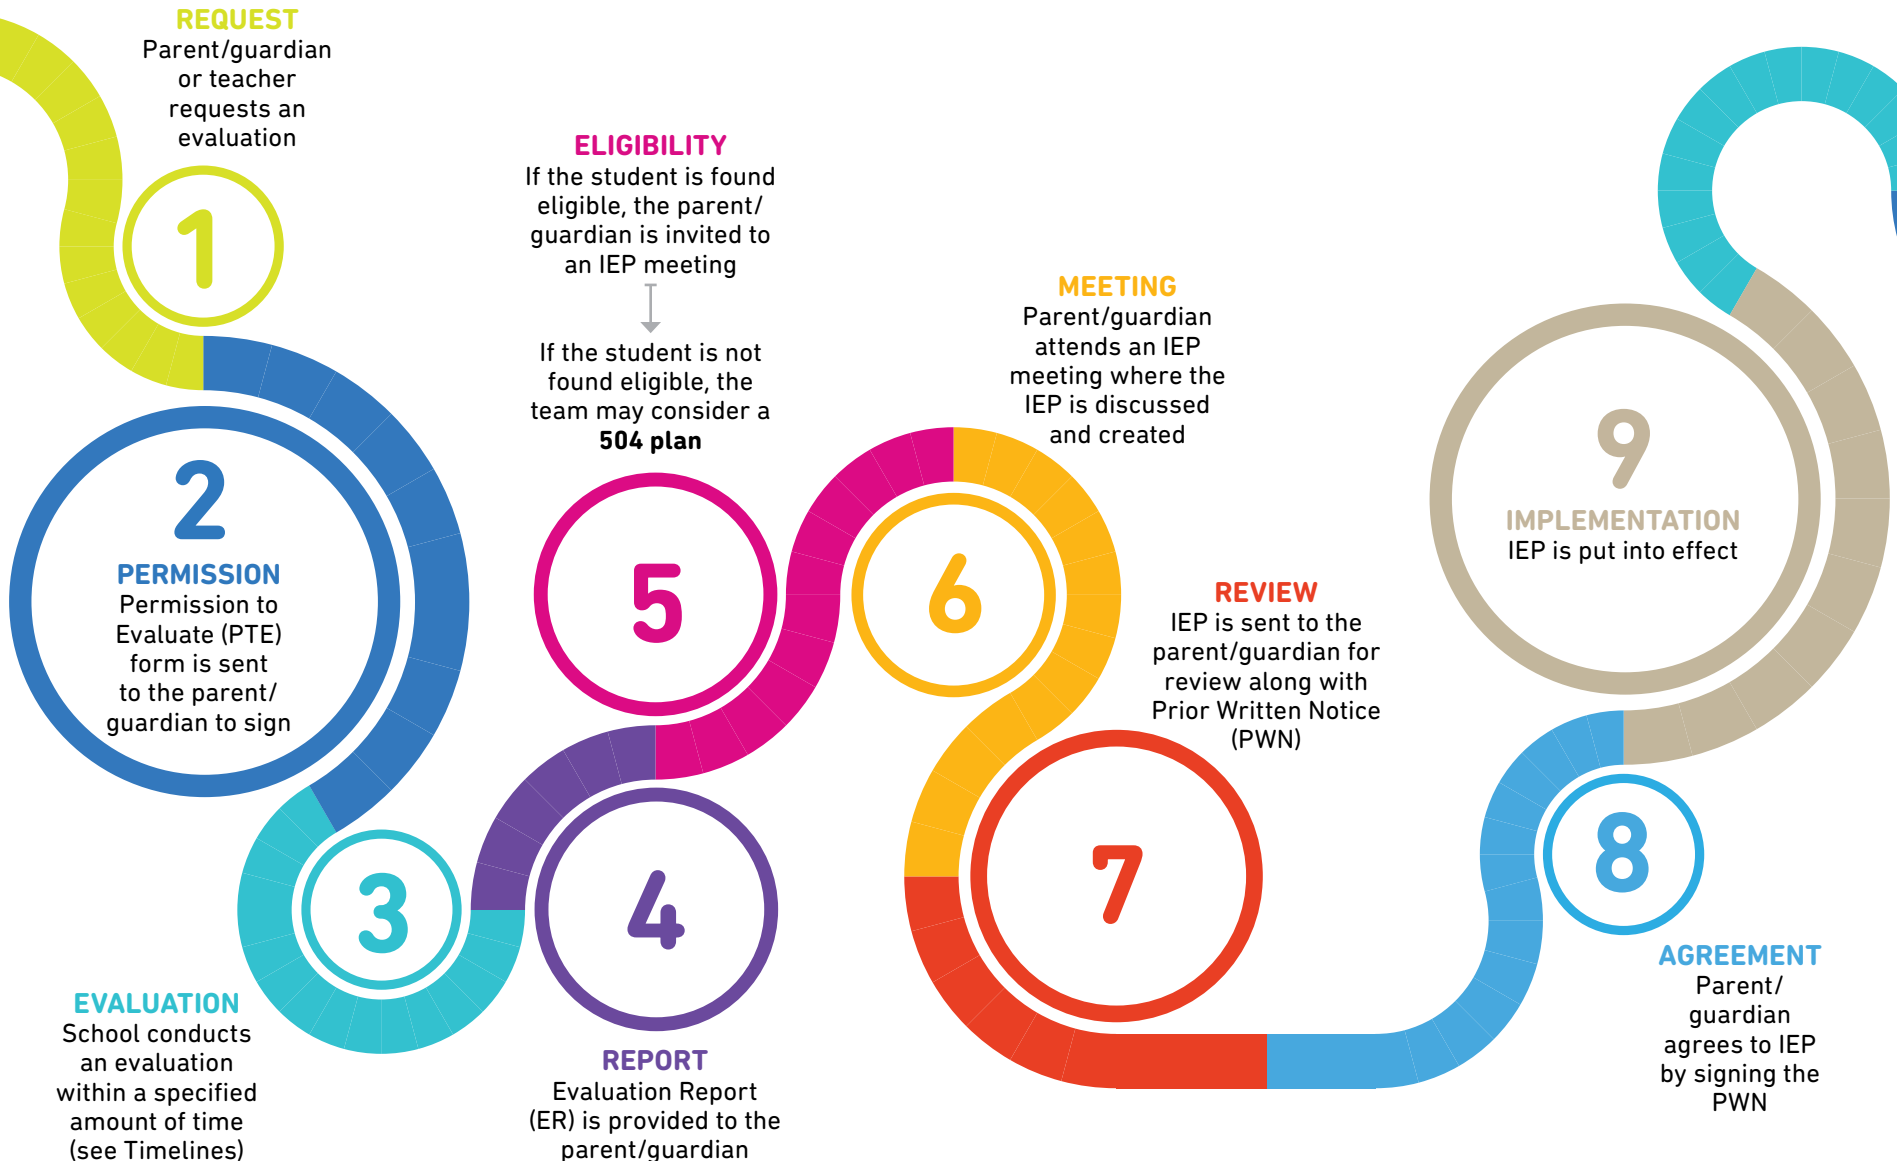 REQUEST
Parent/guardian
or teacher
requests an
evaluation
1
2
PERMISSION
Permission to
Evaluate (PTE)
form is sent
to the parent/
guardian to sign
3
EVALUATION
School conducts
an evaluation
within a specified
amount of time
(see Timelines)
4
REPORT
Evaluation Report
(ER) is provided to the
parent/guardian
ELIGIBILITY
If the student is found
eligible, the parent/
guardian is invited to
an IEP meeting
If the student is not
found eligible, the
team may consider a
504 plan
5
MEETING
Parent/guardian
attends an IEP
meeting where the
IEP is discussed
and created
6
REVIEW
IEP is sent to the
parent/guardian for
review along with
Prior Written Notice
(PWN)
7
8
AGREEMENT
Parent/
guardian
agrees to IEP
by signing the
PWN
9
IMPLEMENTATION
IEP is put into effect